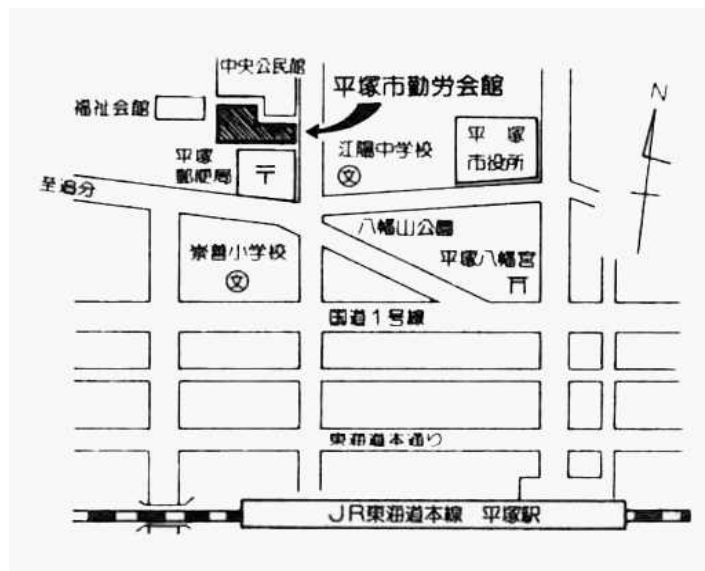 中央公民館
平塚市勤労会館
福祉会館
N
平塚
市役所
江陽中学校
文
平塚
郵便局
〒
至追分
八幡山公園
崇善小学校
文
平塚八幡宮
国道1号線
東海道本通り
JR東海道本線 平塚駅